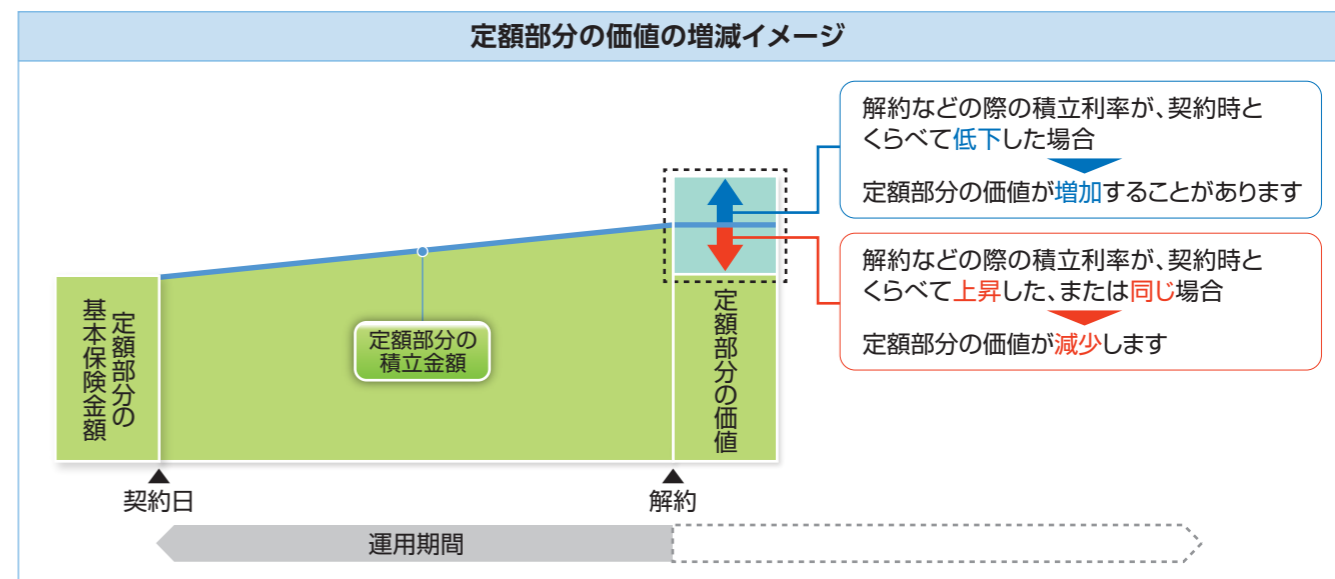 定額部分の価値の増減イメージ
解約などの際の積立利率が、契約時と
くらべて低下した場合
定額部分の価値が増加することがあります
解約などの際の積立利率が、契約時と
くらべて上昇した、または同じ場合
定額部分の価値が減少します
定額部分の
基本保険金額
定額部分の
積立金額
定額部分の価値
契約日
解約
運用期間